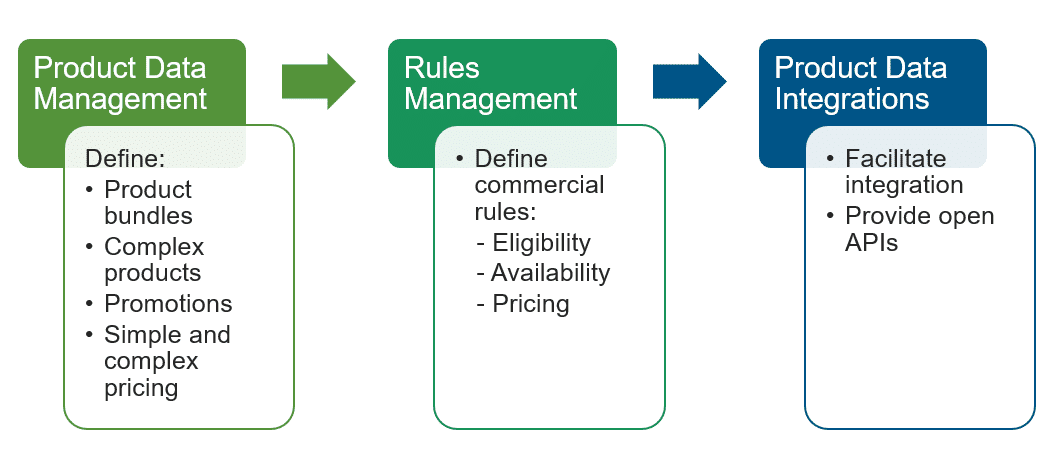 Product Data
Management
Define:
• Product
bundles
• Complex
products
• Promotions
• Simple and
complex
pricing
Rules
Management
• Define
commercial
rules:
- Eligibility
- Availability
- Pricing
Product Data
Integrations
• Facilitate
integration
• Provide open
APIs